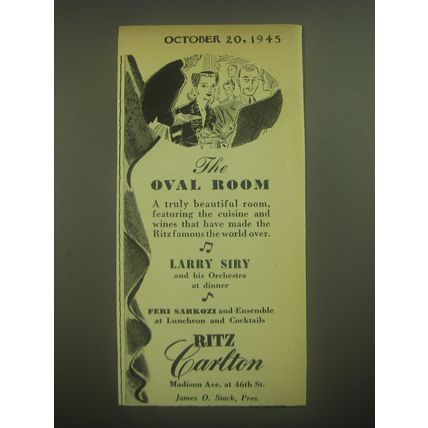 OCTOBER 20, 1945
The
OVAL ROOM
A truly beautiful room,
featuring the cuisine and
wines that have made the
Ritz famous the world over.
LARRY SIRY
and his Orchestra
at dinner
FERI SARKOZI and Ensemble
at Luncheon and Cocktails
RITZ
Carlton
Madison Ave. at 46th St.
James O. Stack, Pres.